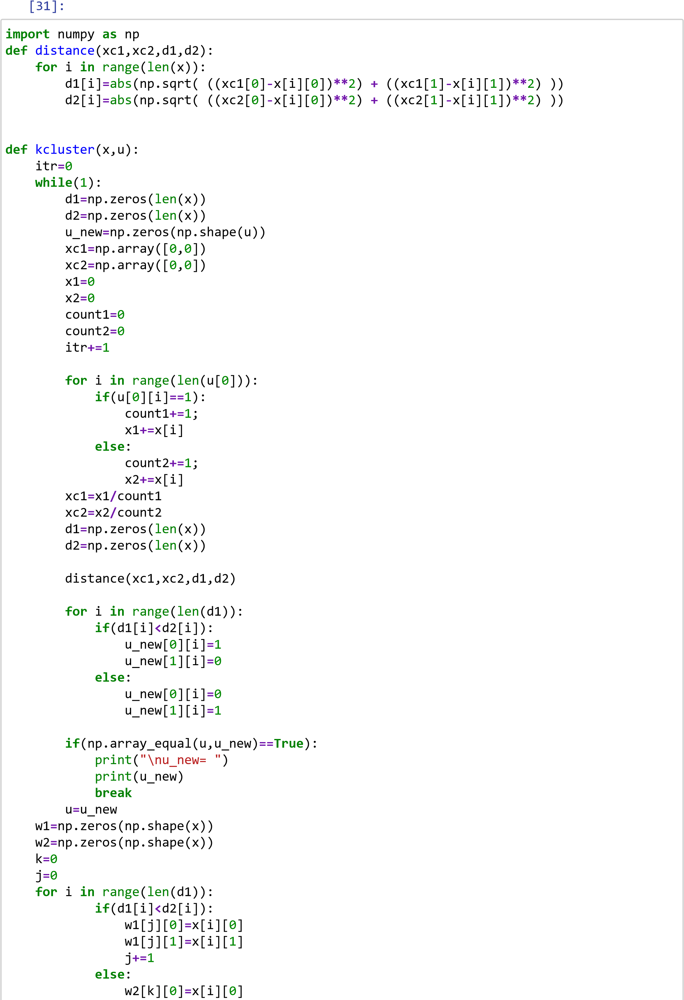 [31]:
import numpy as np
def distance(xc1,xc2,d1,d2):
    for i in range(len(x)):
        d1[i]=abs(np.sqrt( ((xc1[0]-x[i][0])**2) + ((xc1[1]-x[i][1])**2) ))
        d2[i]=abs(np.sqrt( ((xc2[0]-x[i][0])**2) + ((xc2[1]-x[i][1])**2) ))
def kcluster(x,u):
    itr=0
    while(1):
        d1=np.zeros(len(x))
        d2=np.zeros(len(x))
        u_new=np.zeros(np.shape(u))
        xc1=np.array([0,0])
        xc2=np.array([0,0])
        x1=0
        x2=0
        count1=0
        count2=0
        itr+=1
        for i in range(len(u[0])):
            if(u[0][i]==1):
                count1+=1;
                x1+=x[i]
            else:
                count2+=1;
                x2+=x[i]
        xc1=x1/count1
        xc2=x2/count2
        d1=np.zeros(len(x))
        d2=np.zeros(len(x))
        distance(xc1,xc2,d1,d2)
        for i in range(len(d1)):
            if(d1[i]<d2[i]):
                u_new[0][i]=1
                u_new[1][i]=0
            else:
                u_new[0][i]=0
                u_new[1][i]=1
        if(np.array_equal(u,u_new)==True):
            print("\nu_new= ")
            print(u_new)
            break
        u=u_new
    w1=np.zeros(np.shape(x))
    w2=np.zeros(np.shape(x))
    k=0
    j=0
    for i in range(len(d1)):
            if(d1[i]<d2[i]):
                w1[j][0]=x[i][0]
                w1[j][1]=x[i][1]
                j+=1
            else:
                w2[k][0]=x[i][0]